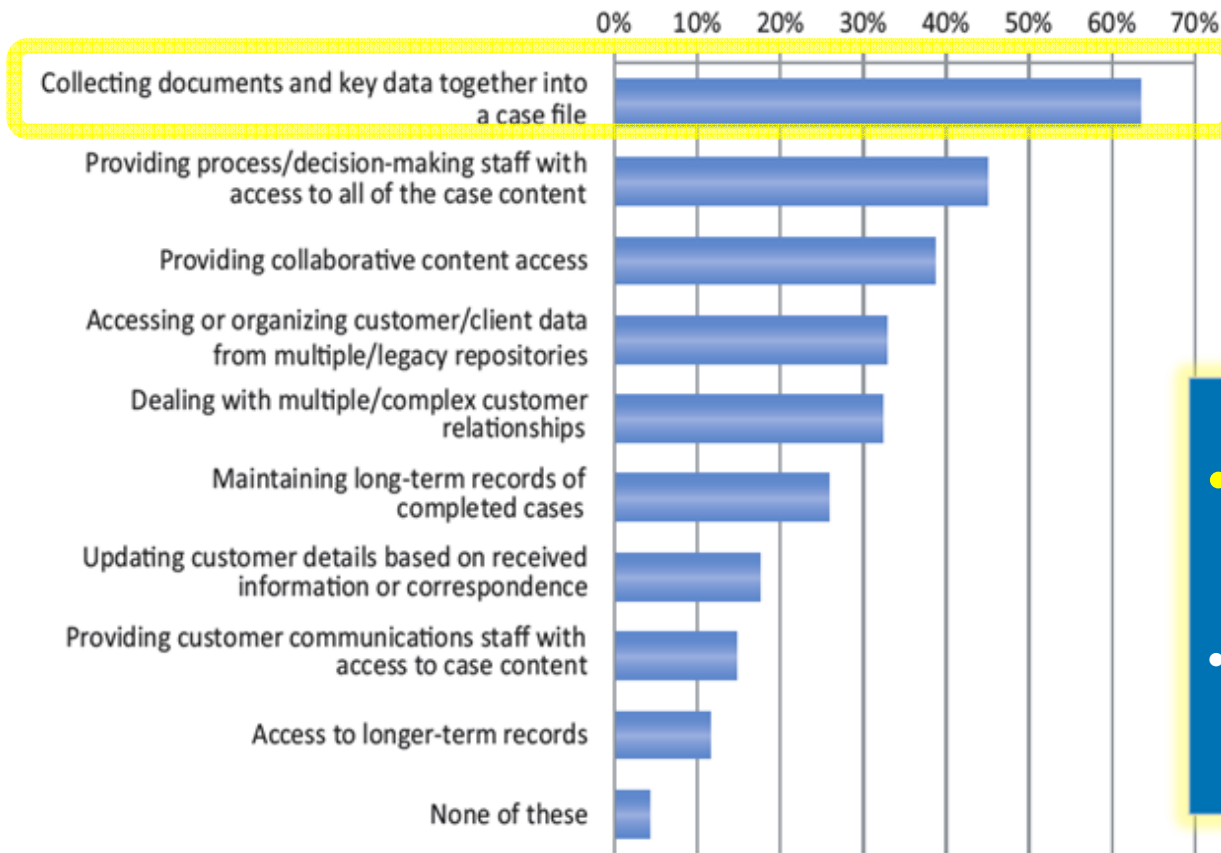 0% 10% 20% 30% 40% 50% 60% 70%
Collecting documents and key data together into
a case file
Providing process/decision-making staff with
access to all of the case content
Providing collaborative content access
Accessing or organizing customer/client data
from multiple/legacy repositories
Dealing with multiple/complex customer
relationships
Maintaining long-term records of
completed cases
Updating customer details based on received
information or correspondence
Providing customer communications staff with
access to case content
Access to longer-term records
None of these